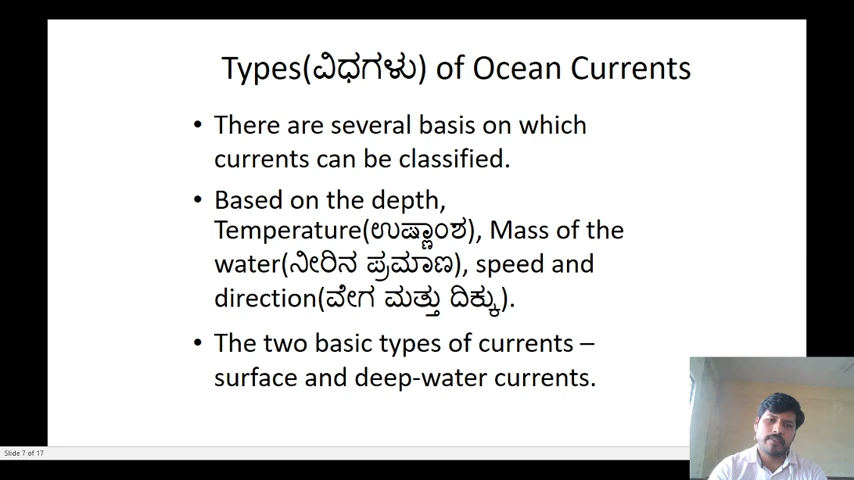 Types(ವಿಧಗಳು) of Ocean Currents
• There are several basis on which
currents can be classified.
• Based on the depth,
Temperature(ಉಷ್ಣಾಂಶ), Mass of the
water(ನೀರಿನ ಪ್ರಮಾಣ), speed and
direction(ವೇಗ ಮತ್ತು ದಿಕ್ಕು).
• The two basic types of currents –
surface and deep-water currents.
Slide 7 of 17